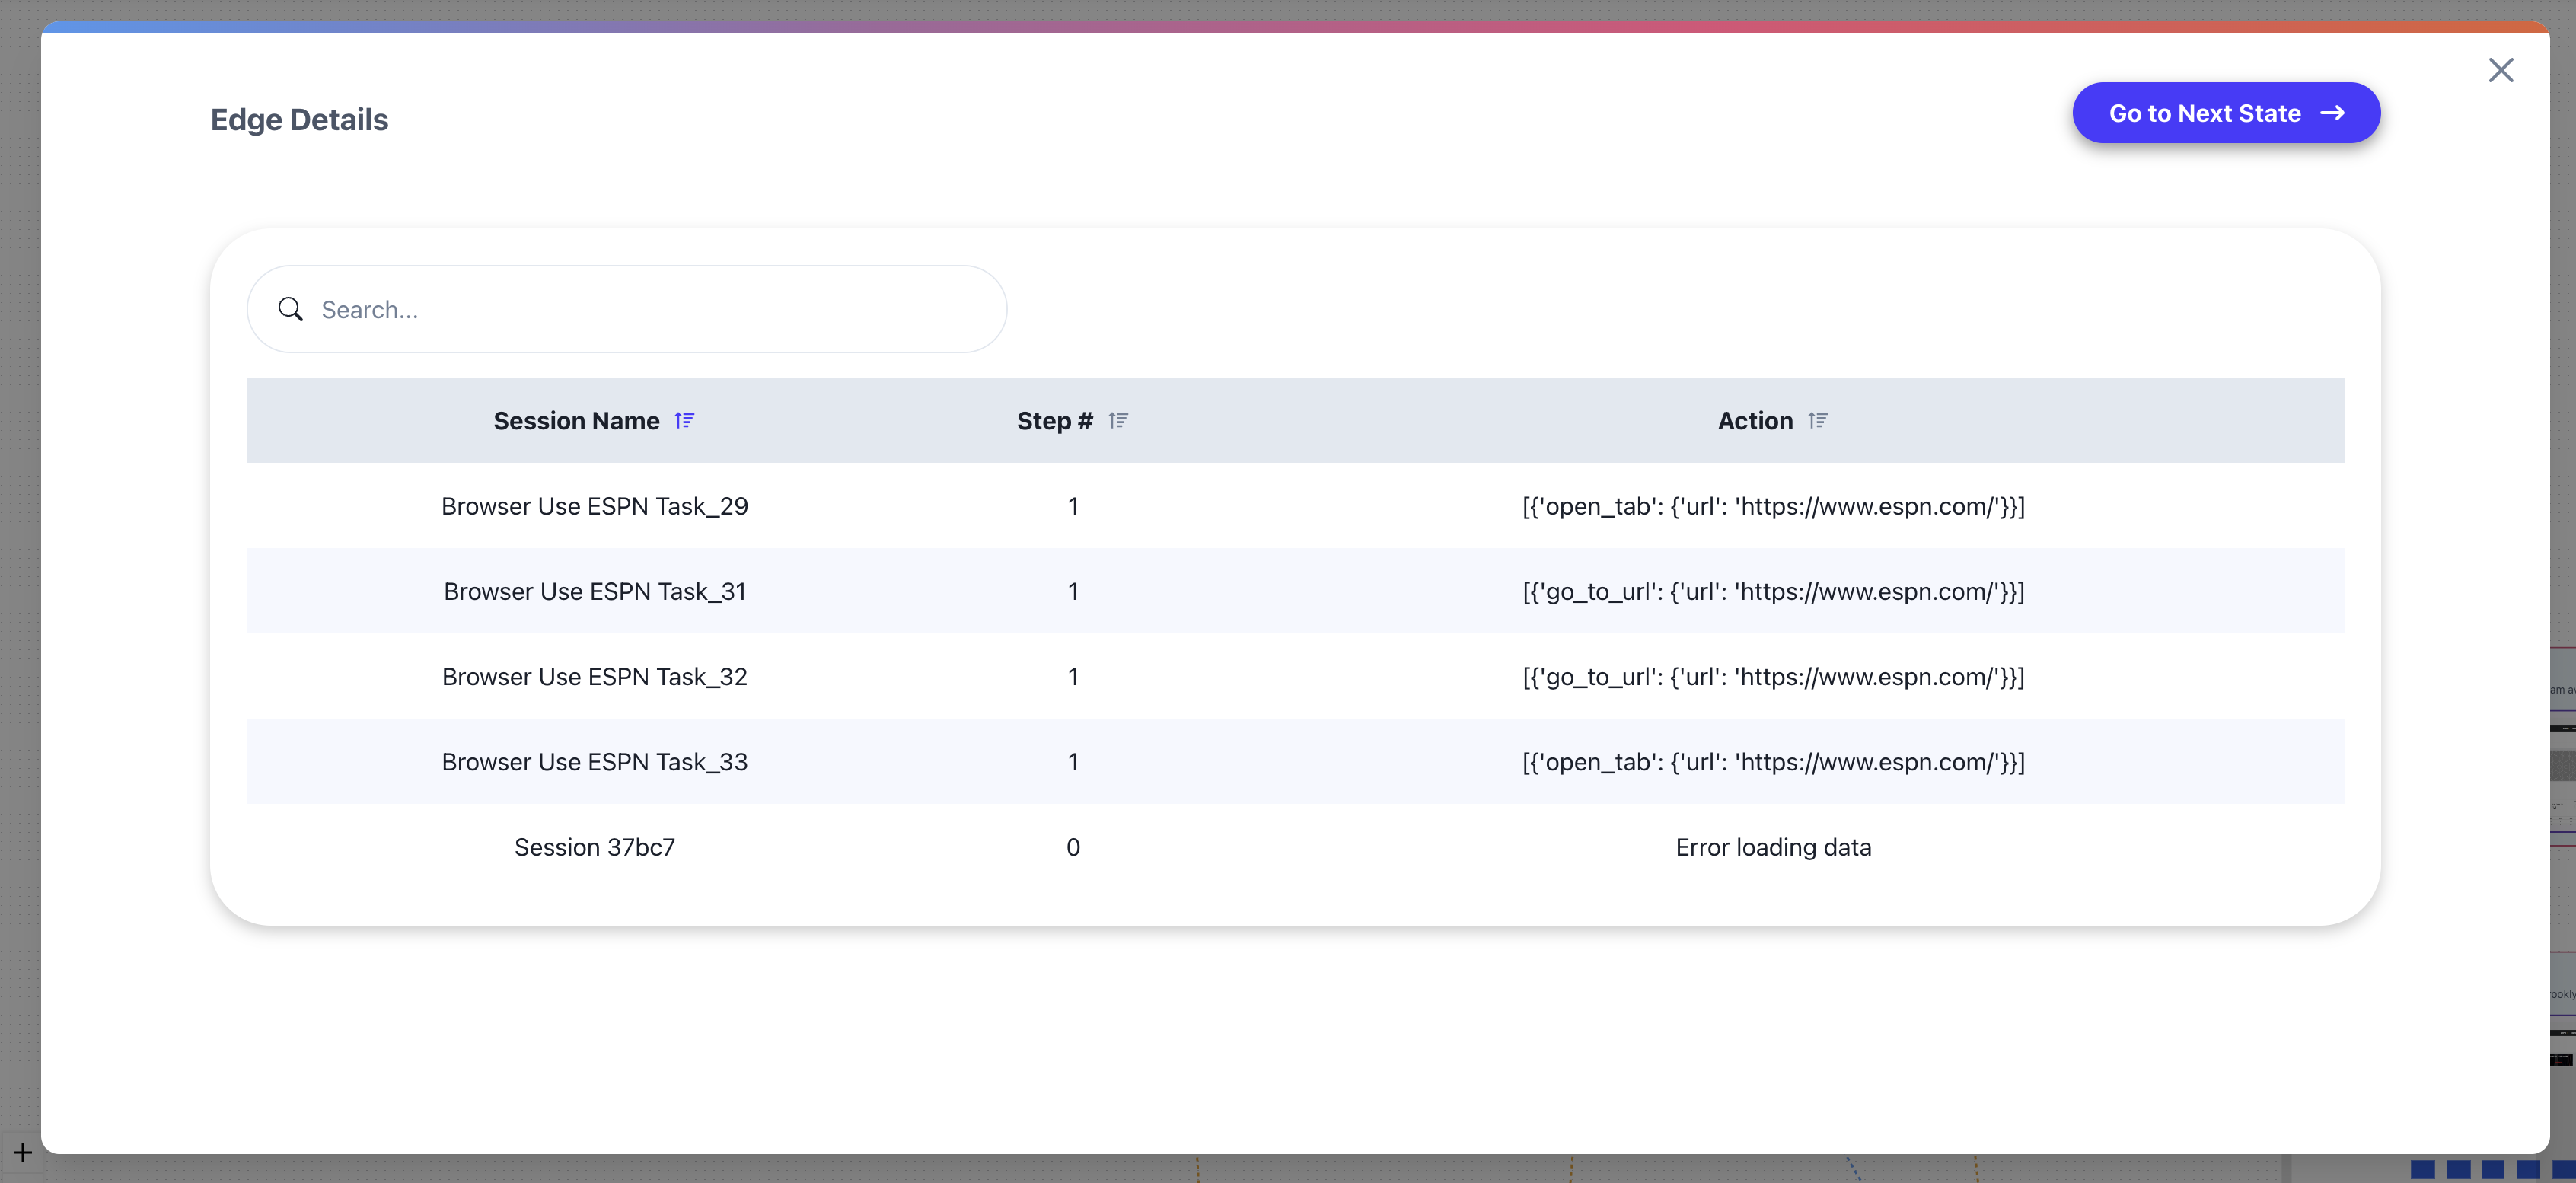 Edge Details
Go to Next State
Search...
Session Name Step # Action
Browser Use ESPN Task_29 1 [{'open_tab': {'url': 'https://www.espn.com/'}}]
Browser Use ESPN Task_31 1 [{'go_to_url': {'url': 'https://www.espn.com/'}}]
Browser Use ESPN Task_32 1 [{'go_to_url': {'url': 'https://www.espn.com/'}}]
Browser Use ESPN Task_33 1 [{'open_tab': {'url': 'https://www.espn.com/'}}]
Session 37bc7 0 Error loading data